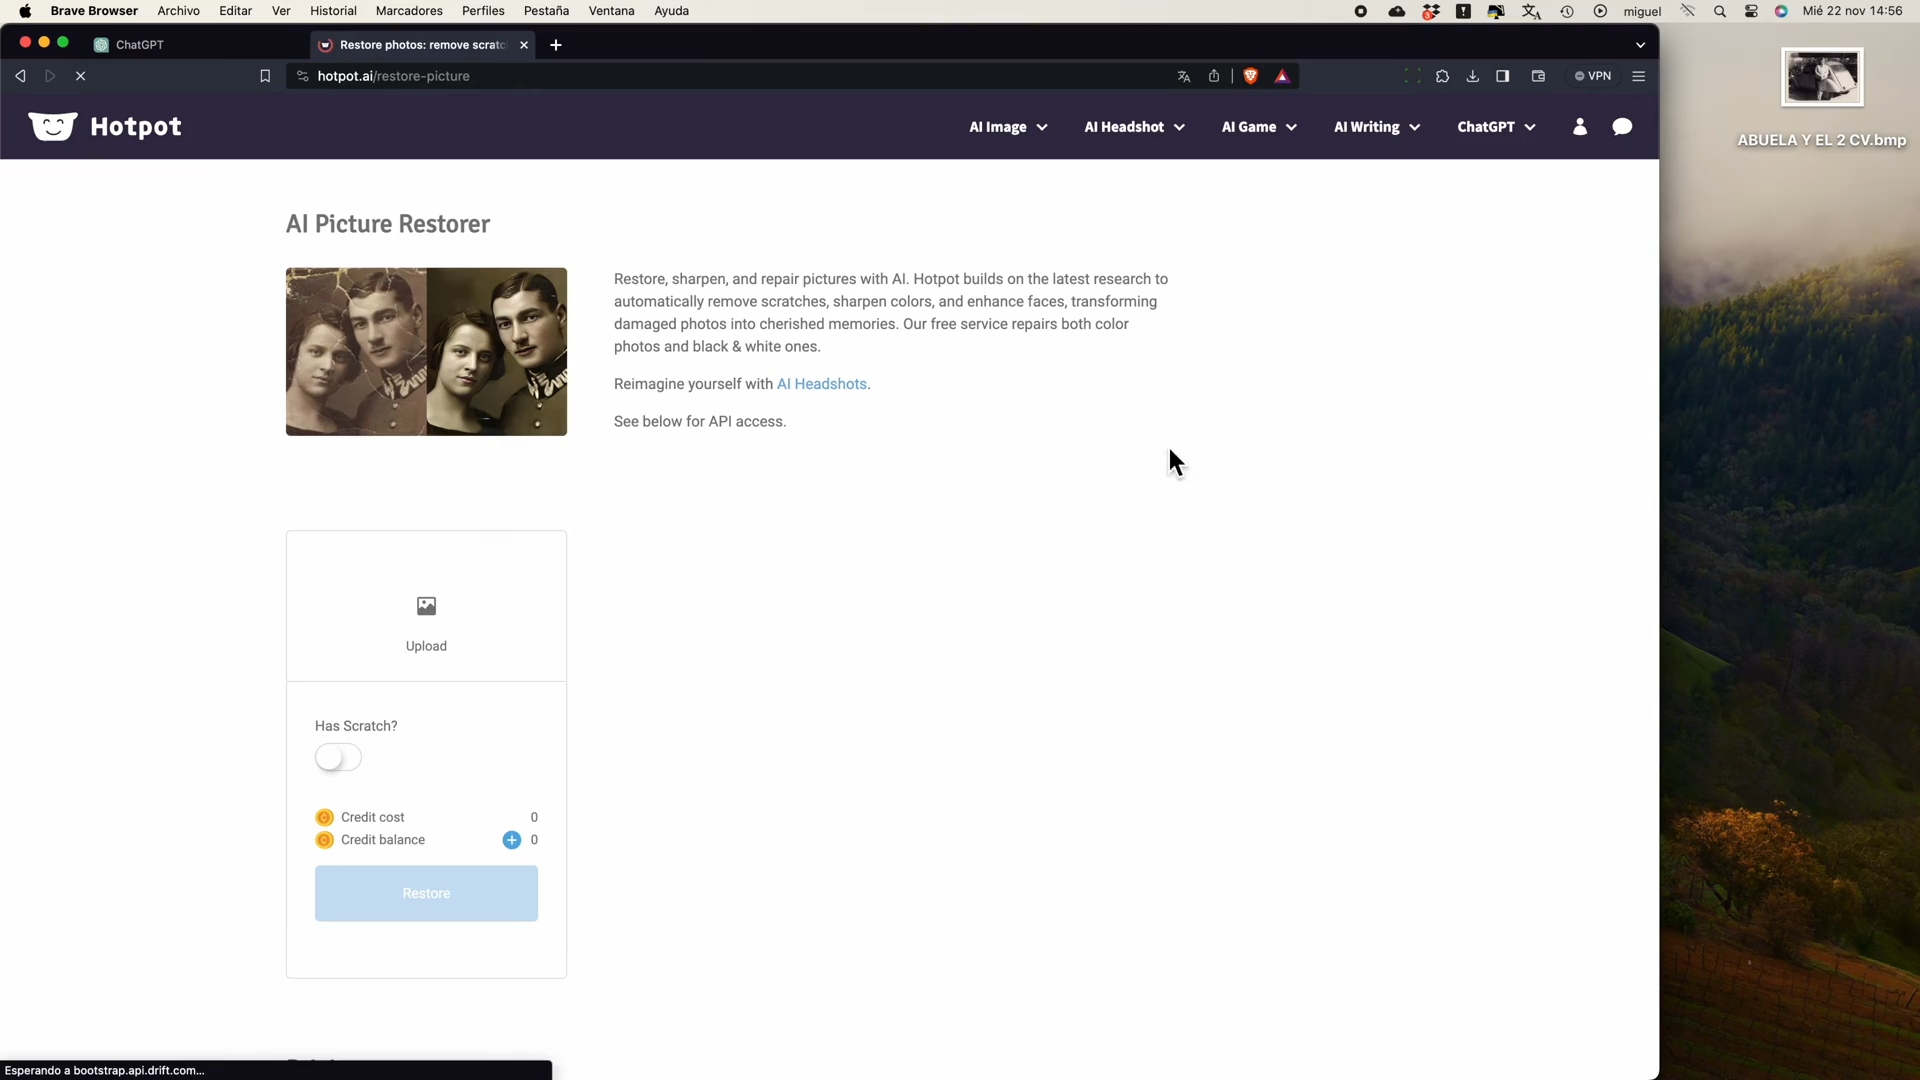 Brave Browser Archivo Editar Ver Historial Marcadores Perfiles Pestaña Ventana Ayuda miguel Mié 22 nov 14:56
ChatGPT Restore photos: remove scratc
hotpot.ai/restore-picture VPN
Hotpot AI Image AI Headshot AI Game AI Writing ChatGPT
ABUELA Y EL 2 CV.bmp
AI Picture Restorer
Restore, sharpen, and repair pictures with AI. Hotpot builds on the latest research to
automatically remove scratches, sharpen colors, and enhance faces, transforming
damaged photos into cherished memories. Our free service repairs both color
photos and black & white ones.
Reimagine yourself with AI Headshots.
See below for API access.
Upload
Has Scratch?
Credit cost 0
Credit balance 0
Restore
Esperando a bootstrap.api.drift.com...